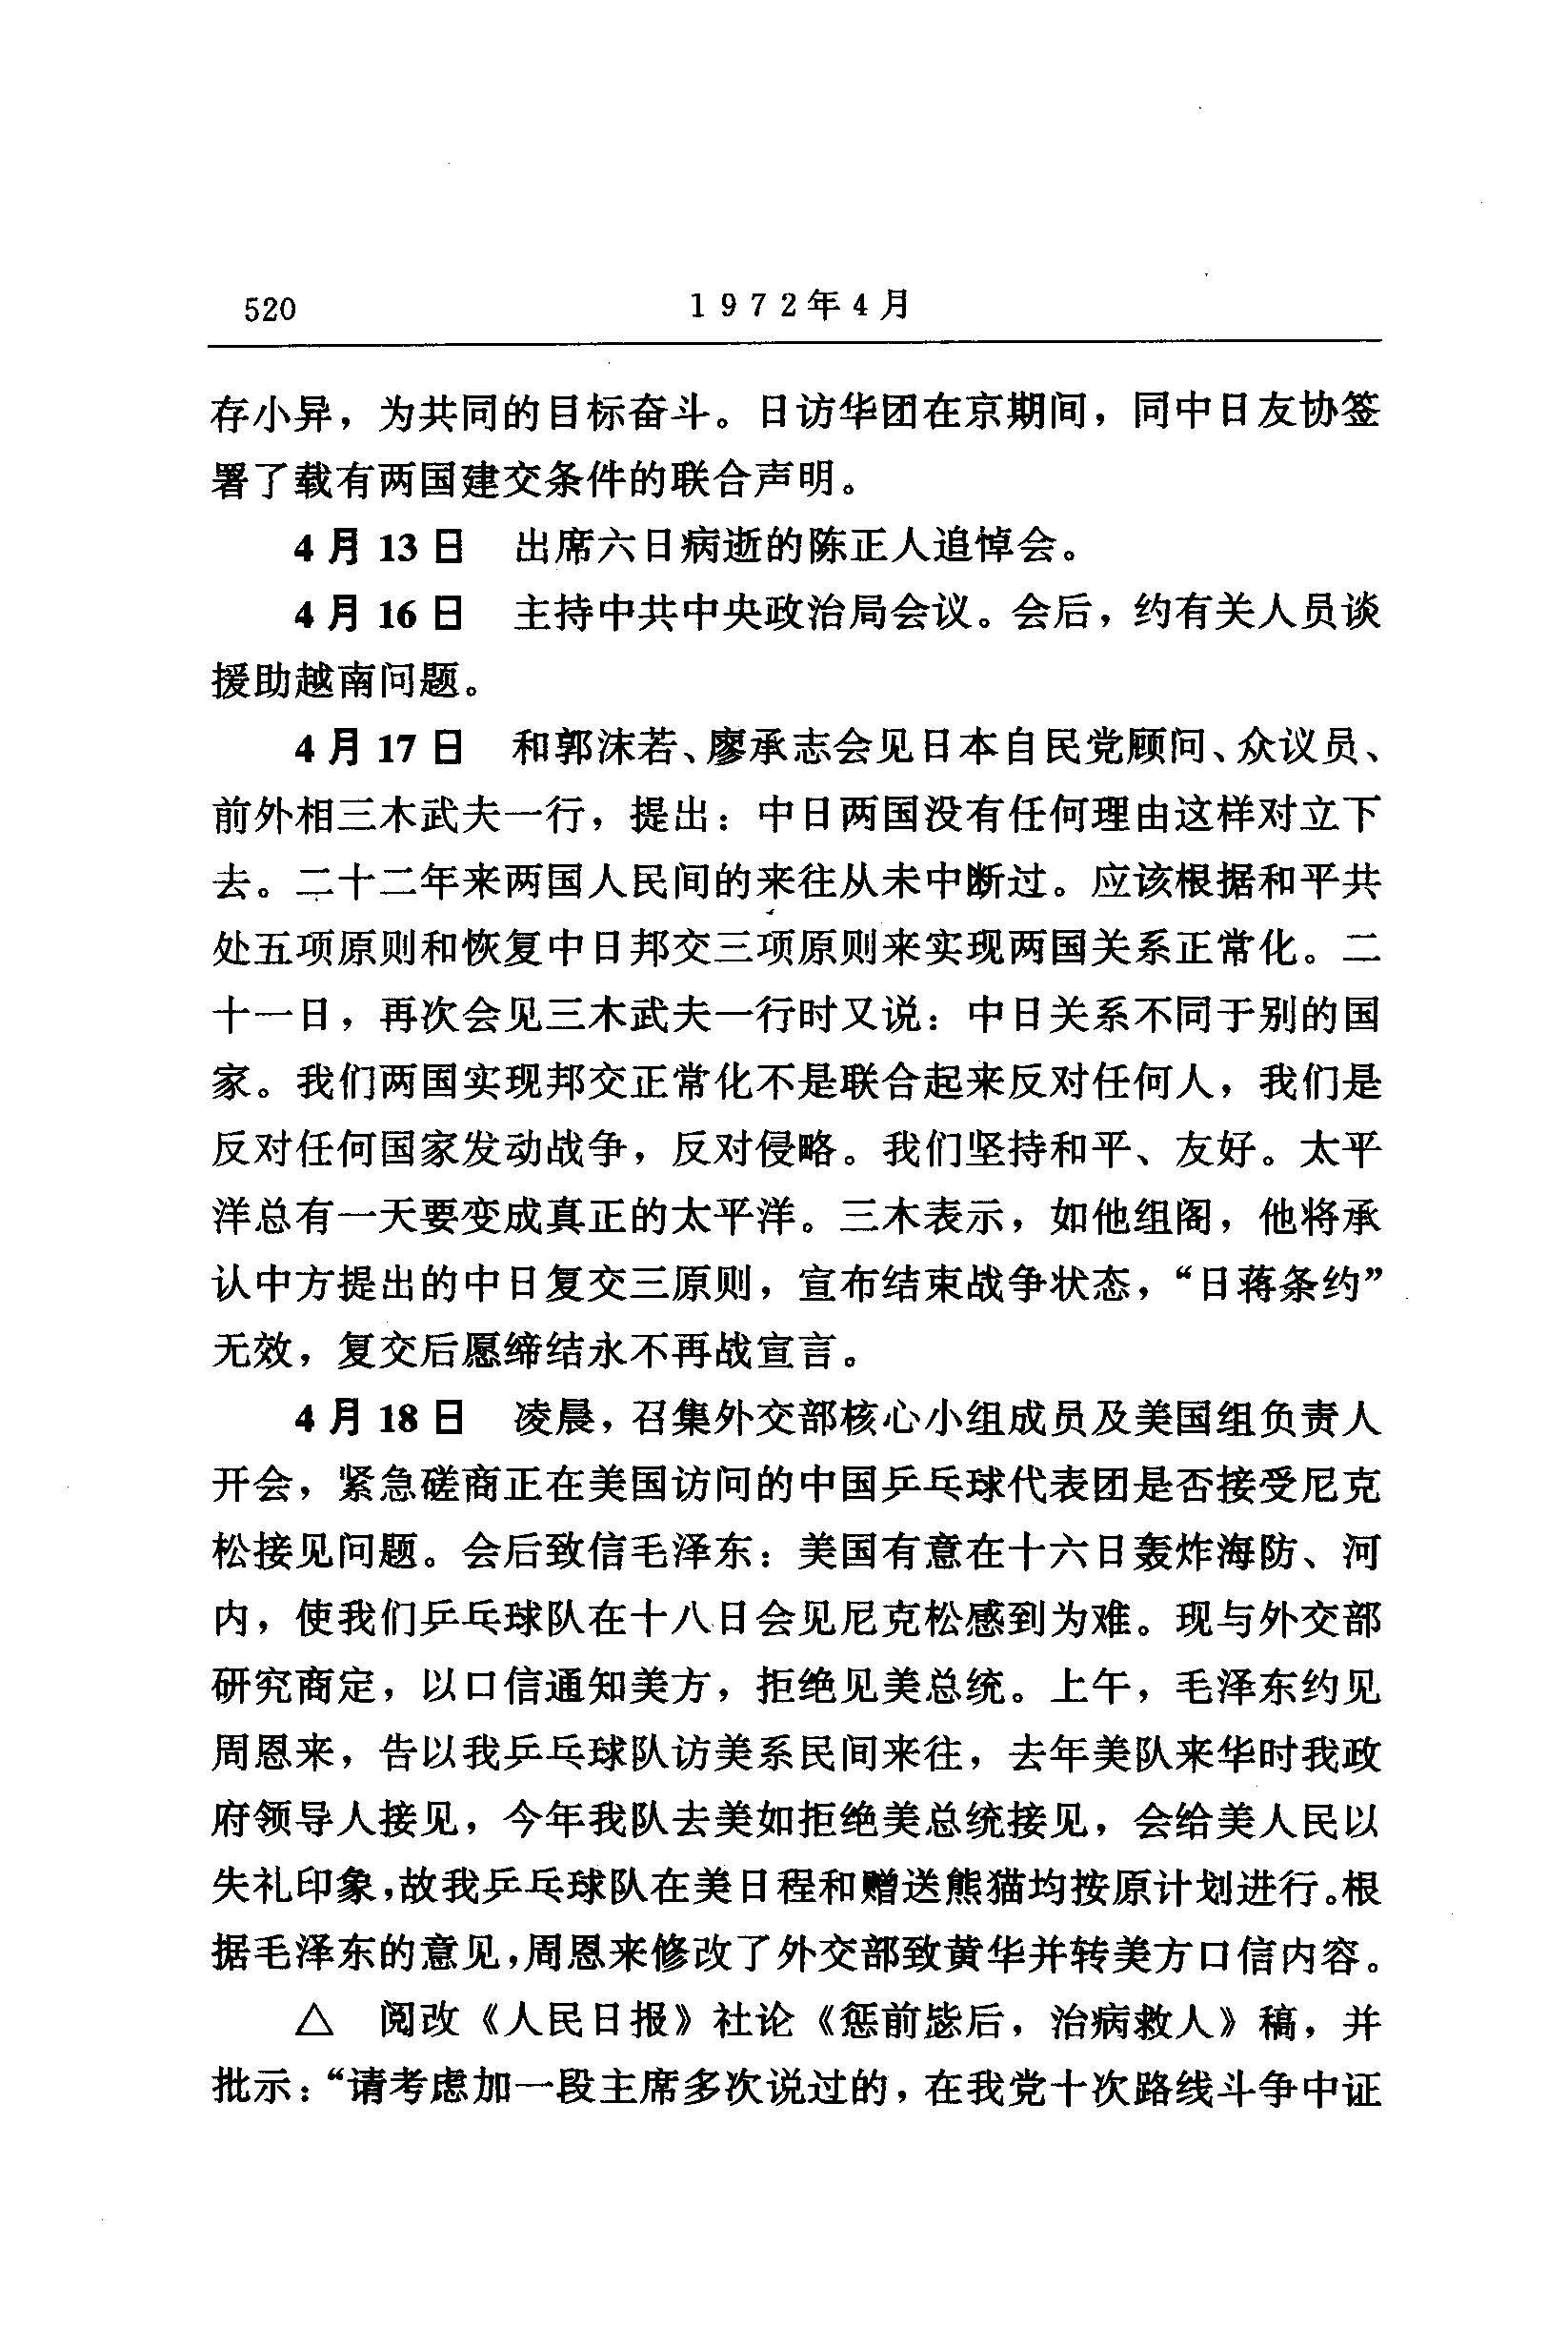 520
1972年4月
存小异，为共同的目标奋斗。日访华团在京期间，同中日友协签
署了载有两国建交条件的联合声明。
4月13日　出席六日病逝的陈正人追悼会。
4月16日　主持中共中央政治局会议。会后，约有关人员谈
援助越南问题。
4月17日　和郭沫若、廖承志会见日本自民党顾问、众议员、
前外相三木武夫一行，提出：中日两国没有任何理由这样对立下
去。二十二年来两国人民间的来往从未中断过。应该根据和平共
处五项原则和恢复中日邦交三项原则来实现两国关系正常化。二
十一日，再次会见三木武夫一行时又说：中日关系不同于别的国
家。我们两国实现邦交正常化不是联合起来反对任何人，我们是
反对任何国家发动战争，反对侵略。我们坚持和平、友好。太平
洋总有一天要变成真正的太平洋。三木表示，如他组阁，他将承
认中方提出的中日复交三原则，宣布结束战争状态，“日蒋条约”
无效，复交后愿缔结永不再战宣言。
4月18日　凌晨，召集外交部核心小组成员及美国组负责人
开会，紧急磋商正在美国访问的中国乒乓球代表团是否接受尼克
松接见问题。会后致信毛泽东：美国有意在十六日轰炸海防、河
内，使我们乒乓球队在十八日会见尼克松感到为难。现与外交部
研究商定，以口信通知美方，拒绝见美总统。上午，毛泽东约见
周恩来，告以我乒乓球队访美系民间来往，去年美队来华时我政
府领导人接见，今年我队去美如拒绝美总统接见，会给美人民以
失礼印象，故我乒乓球队在美日程和赠送熊猫均按原计划进行。根
据毛泽东的意见，周恩来修改了外交部致黄华并转美方口信内容。
△　阅改《人民日报》社论《惩前毖后，治病救人》稿，并
批示：“请考虑加一段主席多次说过的，在我党十次路线斗争中证